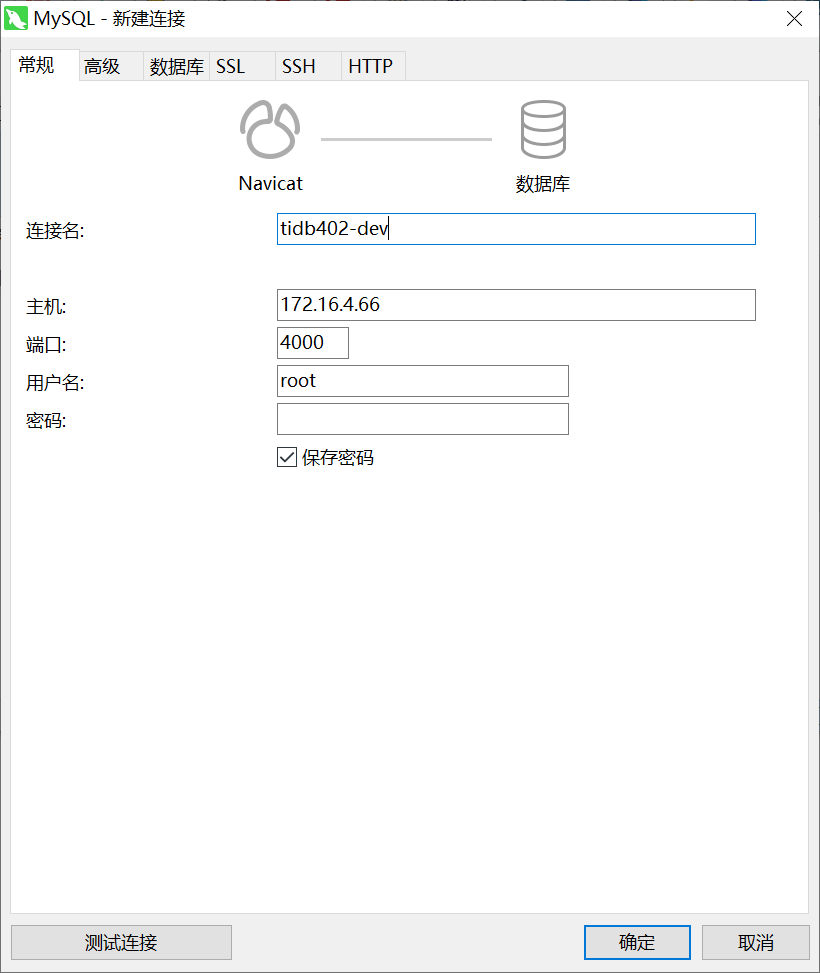 MySQL - 新建连接
常规 高级 数据库 SSL SSH HTTP
Navicat 数据库
连接名: tidb402-dev
主机: 172.16.4.66
端口: 4000
用户名: root
密码:
保存密码
测试连接 确定 取消